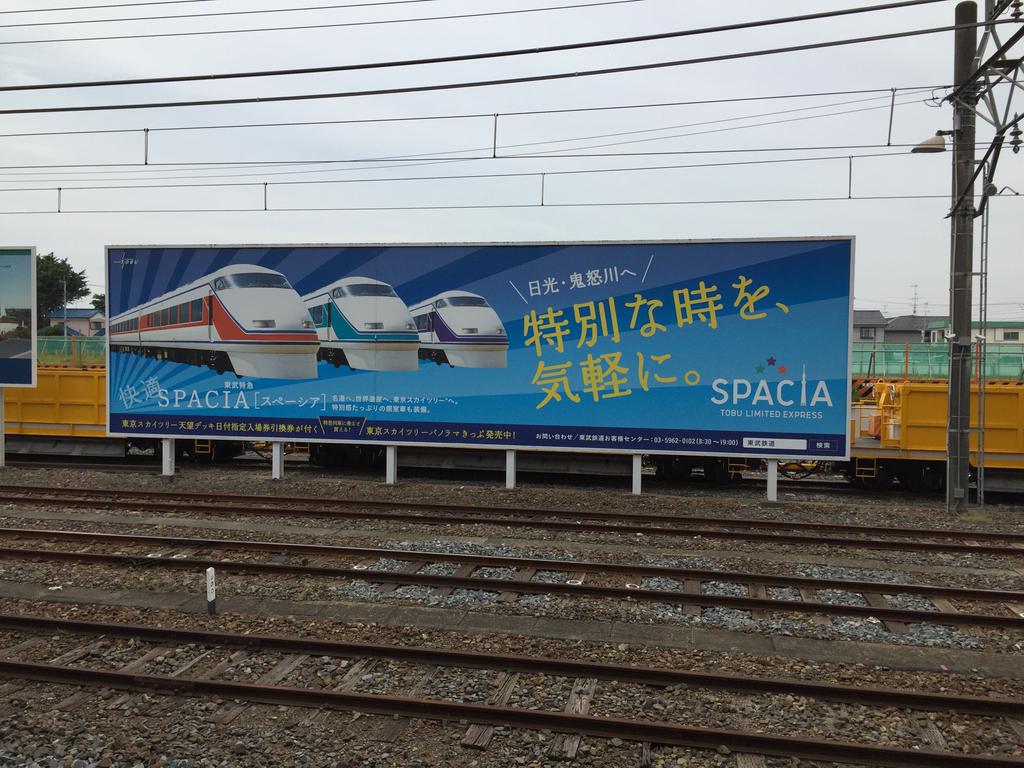 日光・鬼怒川へ
特別な時を、
気軽に。
快適
東武特急
SPACIA[スペーシア]
名湯へ。世界遺産へ。東京スカイツリー®へ。
特別感たっぷりの個室車も装備。
SPACIA
TOBU LIMITED EXPRESS
東京スカイツリー天望デッキ日付指定入場券引換券が付く
東京スカイツリーパノラマきっぷ発売中!
お問い合わせ/東武鉄道お客様センター:03-5962-0102(8:30~19:00)
東武鉄道 検索